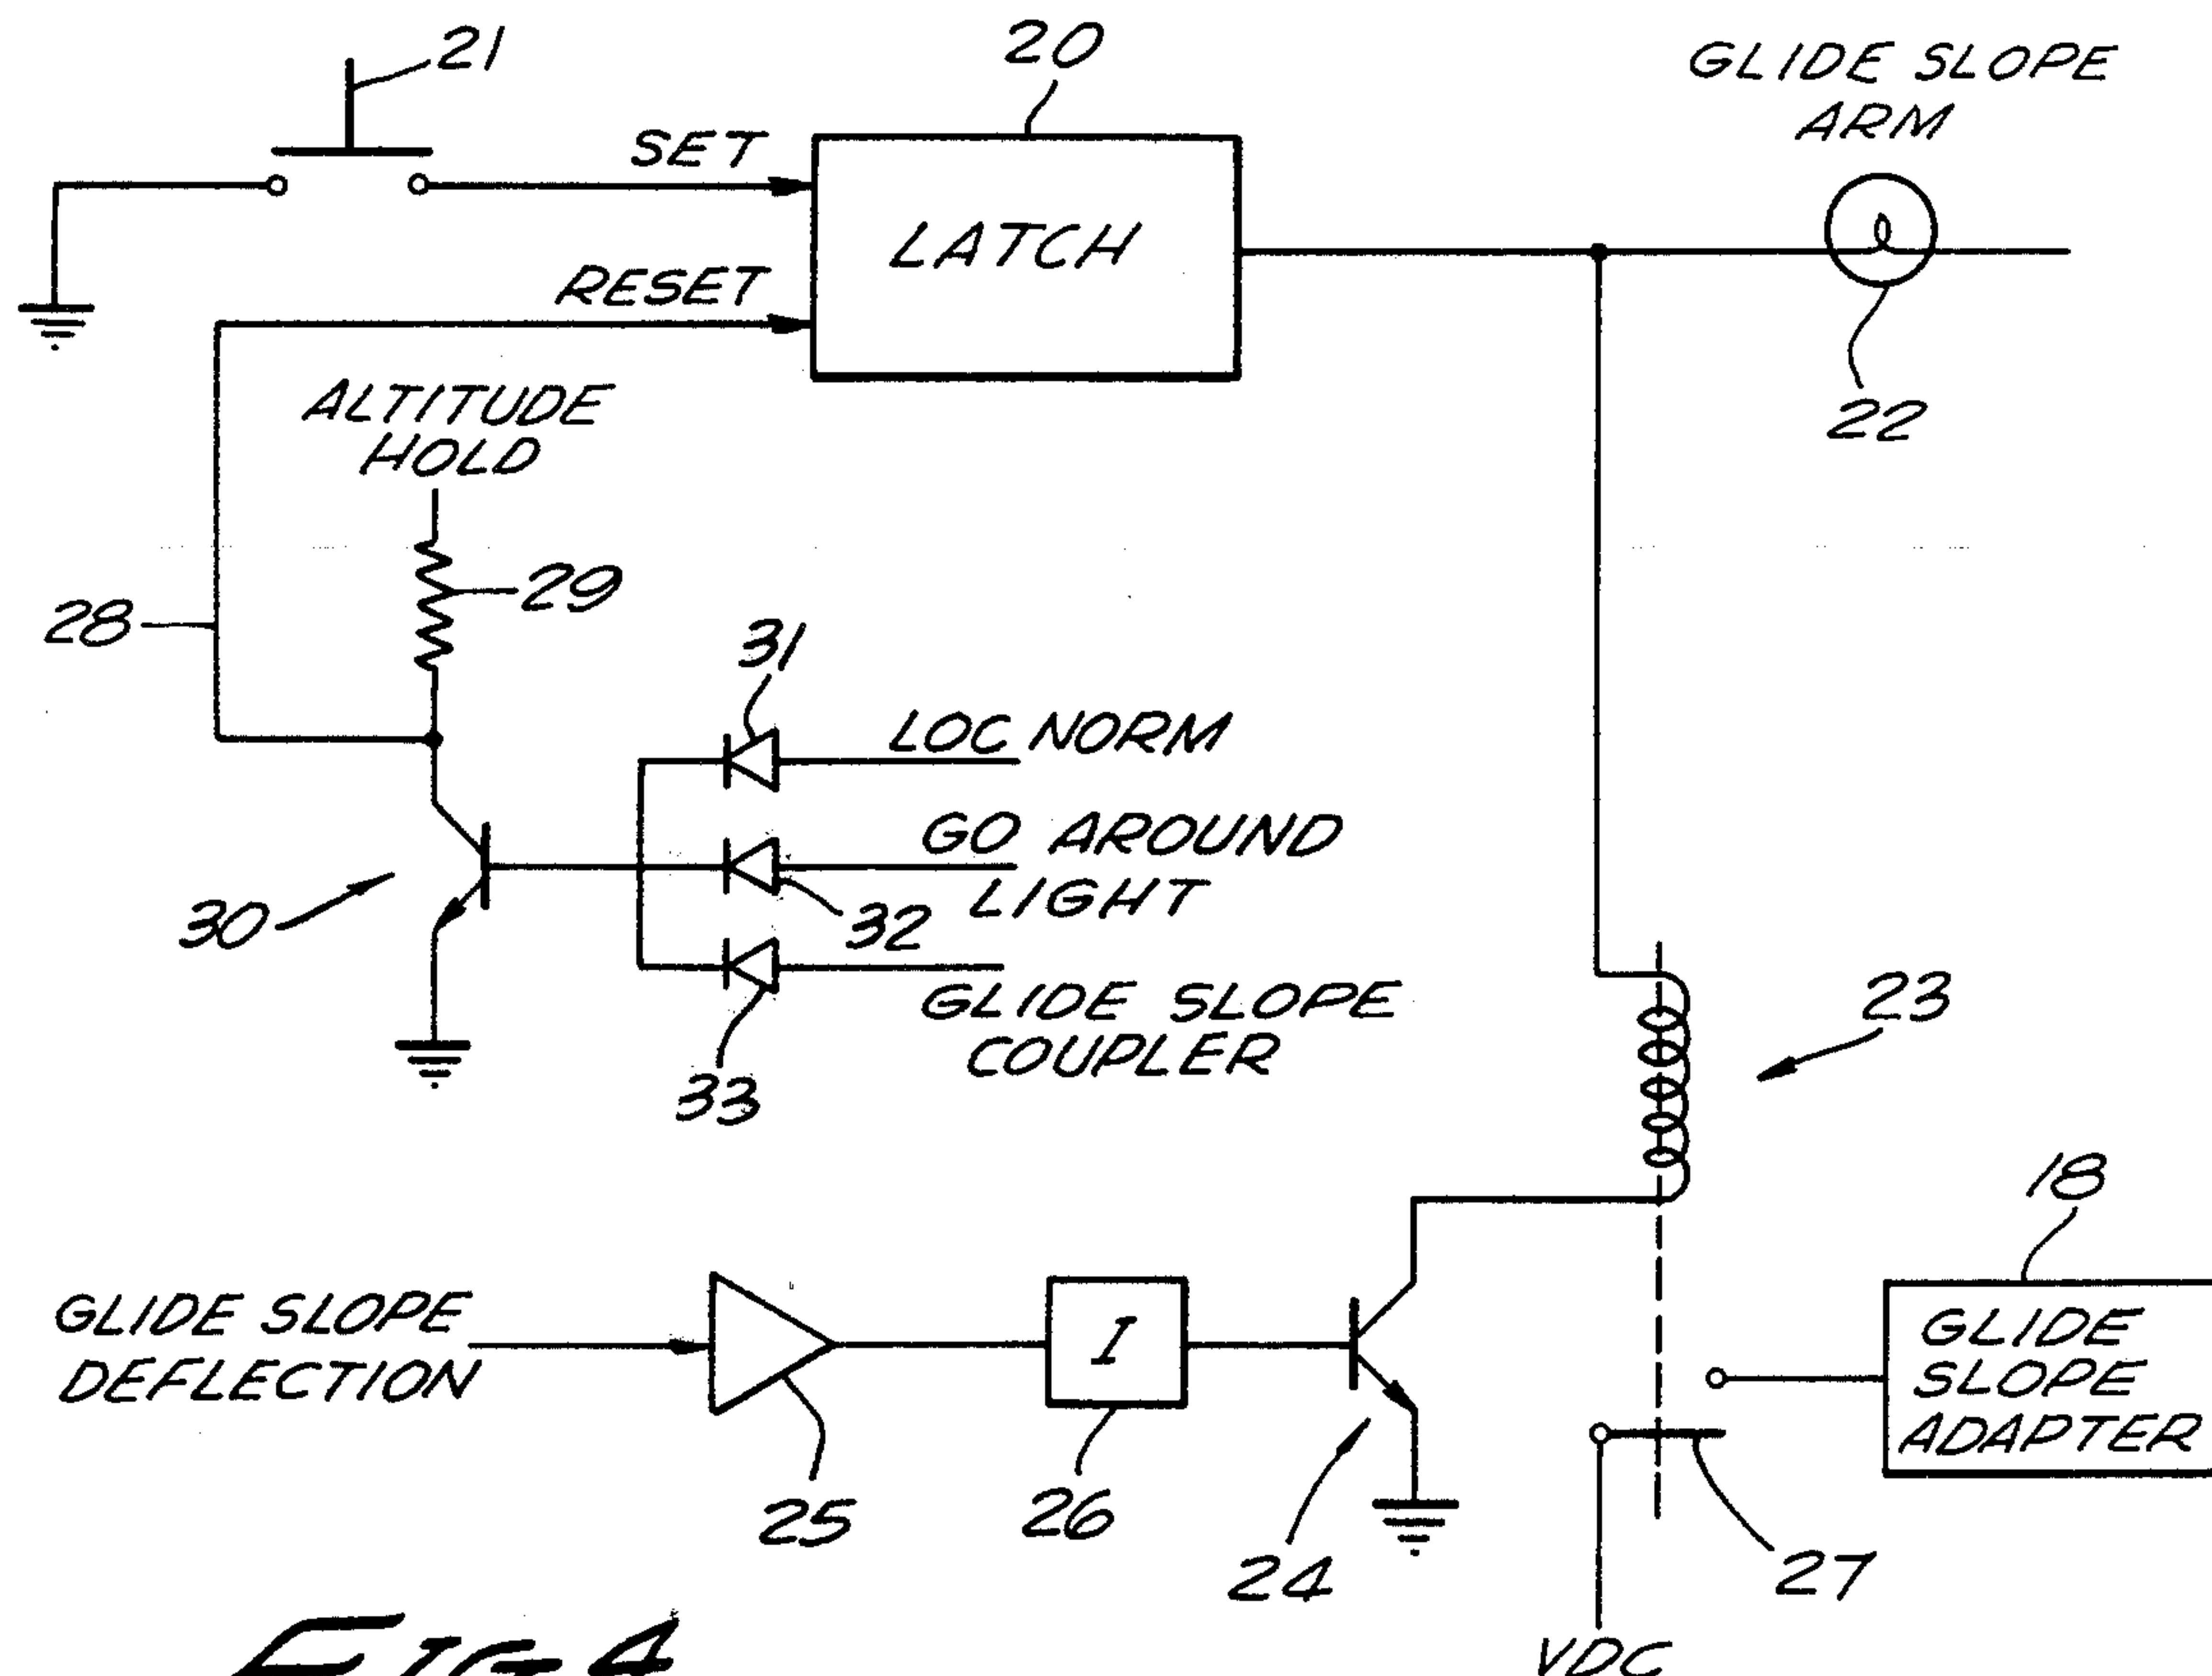 21
20
GLIDE SLOPE
ARM
SET
LATCH
RESET
22
ALTITUDE
HOLD
29
28
31
LOC NORM
GO AROUND
LIGHT
32
30
GLIDE SLOPE
COUPLER
33
23
18
GLIDE SLOPE
DEFLECTION
I
GLIDE
SLOPE
ADAPTER
25
26
24
27
VDC
FIG. 4